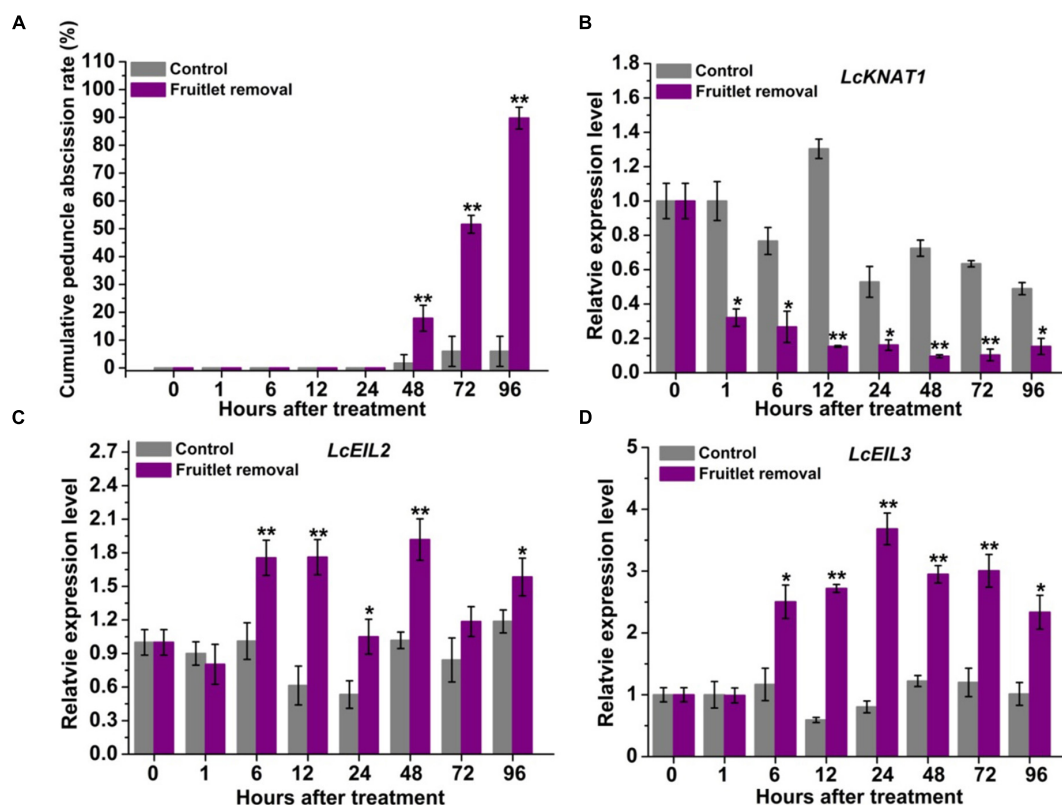 A
Cumulative peduncle abscission rate (%)
110
100
90
80
70
60
50
40
30
20
10
0
Control
Fruitlet removal
**
**
**
0 1 6 12 24 48 72 96
Hours after treatment
B
Relatvie expression level
1.8
1.6
1.4
1.2
1.0
0.8
0.6
0.4
0.2
0.0
Control
Fruitlet removal
LcKNAT1
*
*
**
*
**
**
*
0 1 6 12 24 48 72 96
Hours after treatment
C
Relatvie expression level
2.7
2.4
2.1
1.8
1.5
1.2
0.9
0.6
0.3
0.0
Control
Fruitlet removal
LcEIL2
**
**
*
**
*
0 1 6 12 24 48 72 96
Hours after treatment
D
Relatvie expression level
5
4
3
2
1
0
Control
Fruitlet removal
LcEIL3
*
**
**
**
**
*
0 1 6 12 24 48 72 96
Hours after treatment